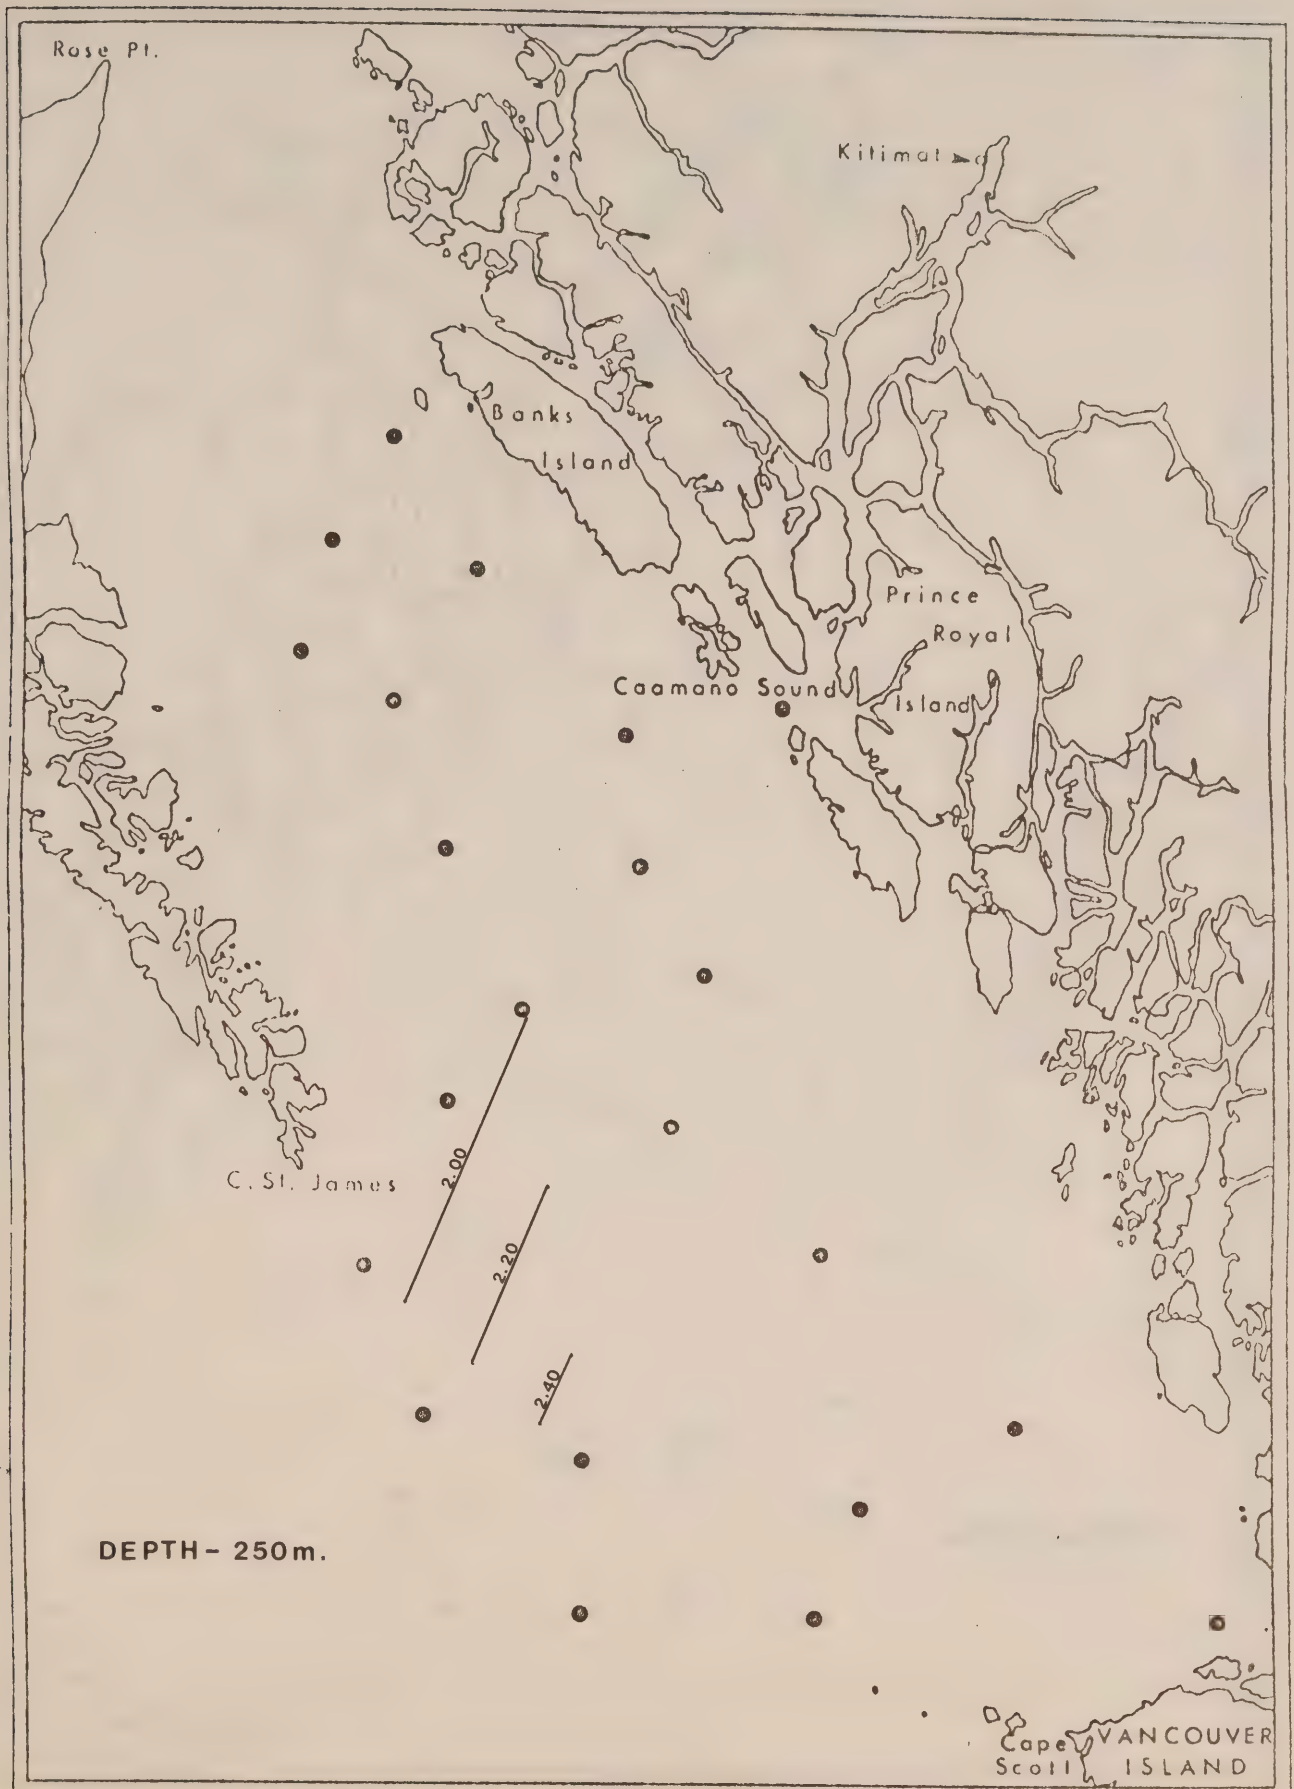 Rose Pt.
Kitimat
Banks
Island
Prince
Royal
Island
Caamano Sound
C. St. James
2.00
2.20
2.40
DEPTH - 250m.
Cape
Scott
VANCOUVER
ISLAND